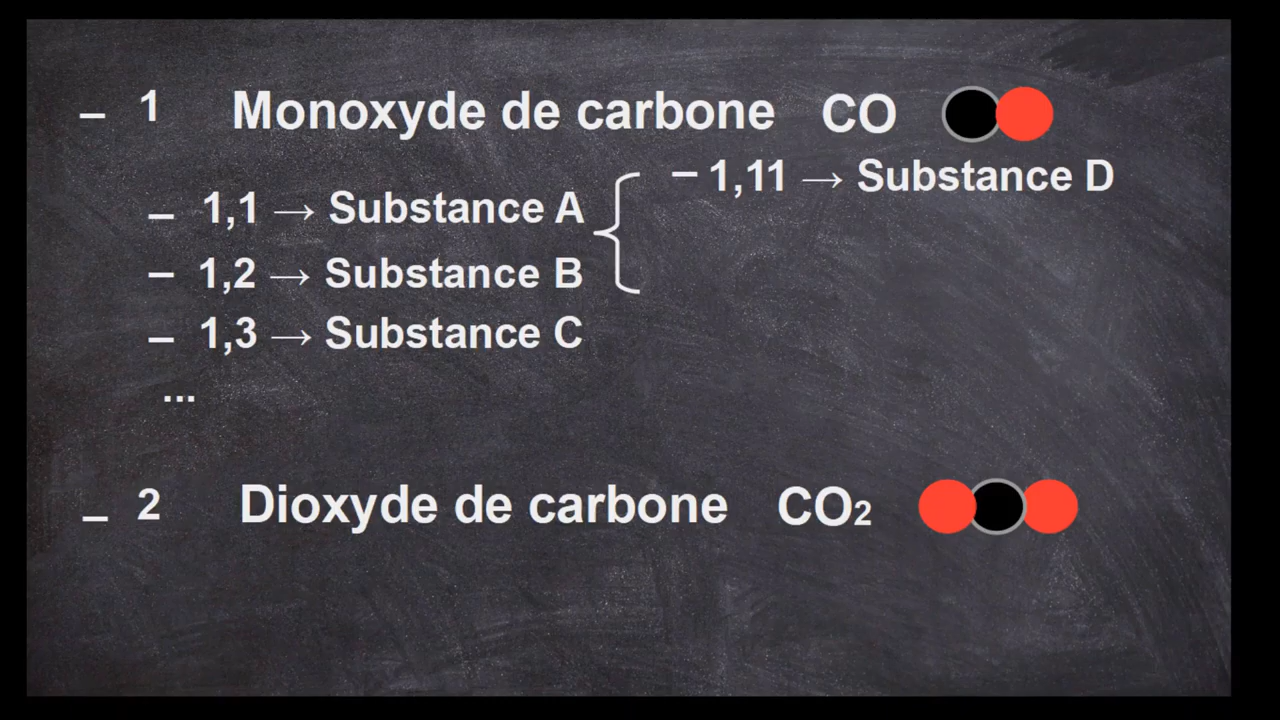 – 1 Monoxyde de carbone CO
– 1,11 → Substance D
– 1,1 → Substance A
– 1,2 → Substance B
– 1,3 → Substance C
...
– 2 Dioxyde de carbone CO₂